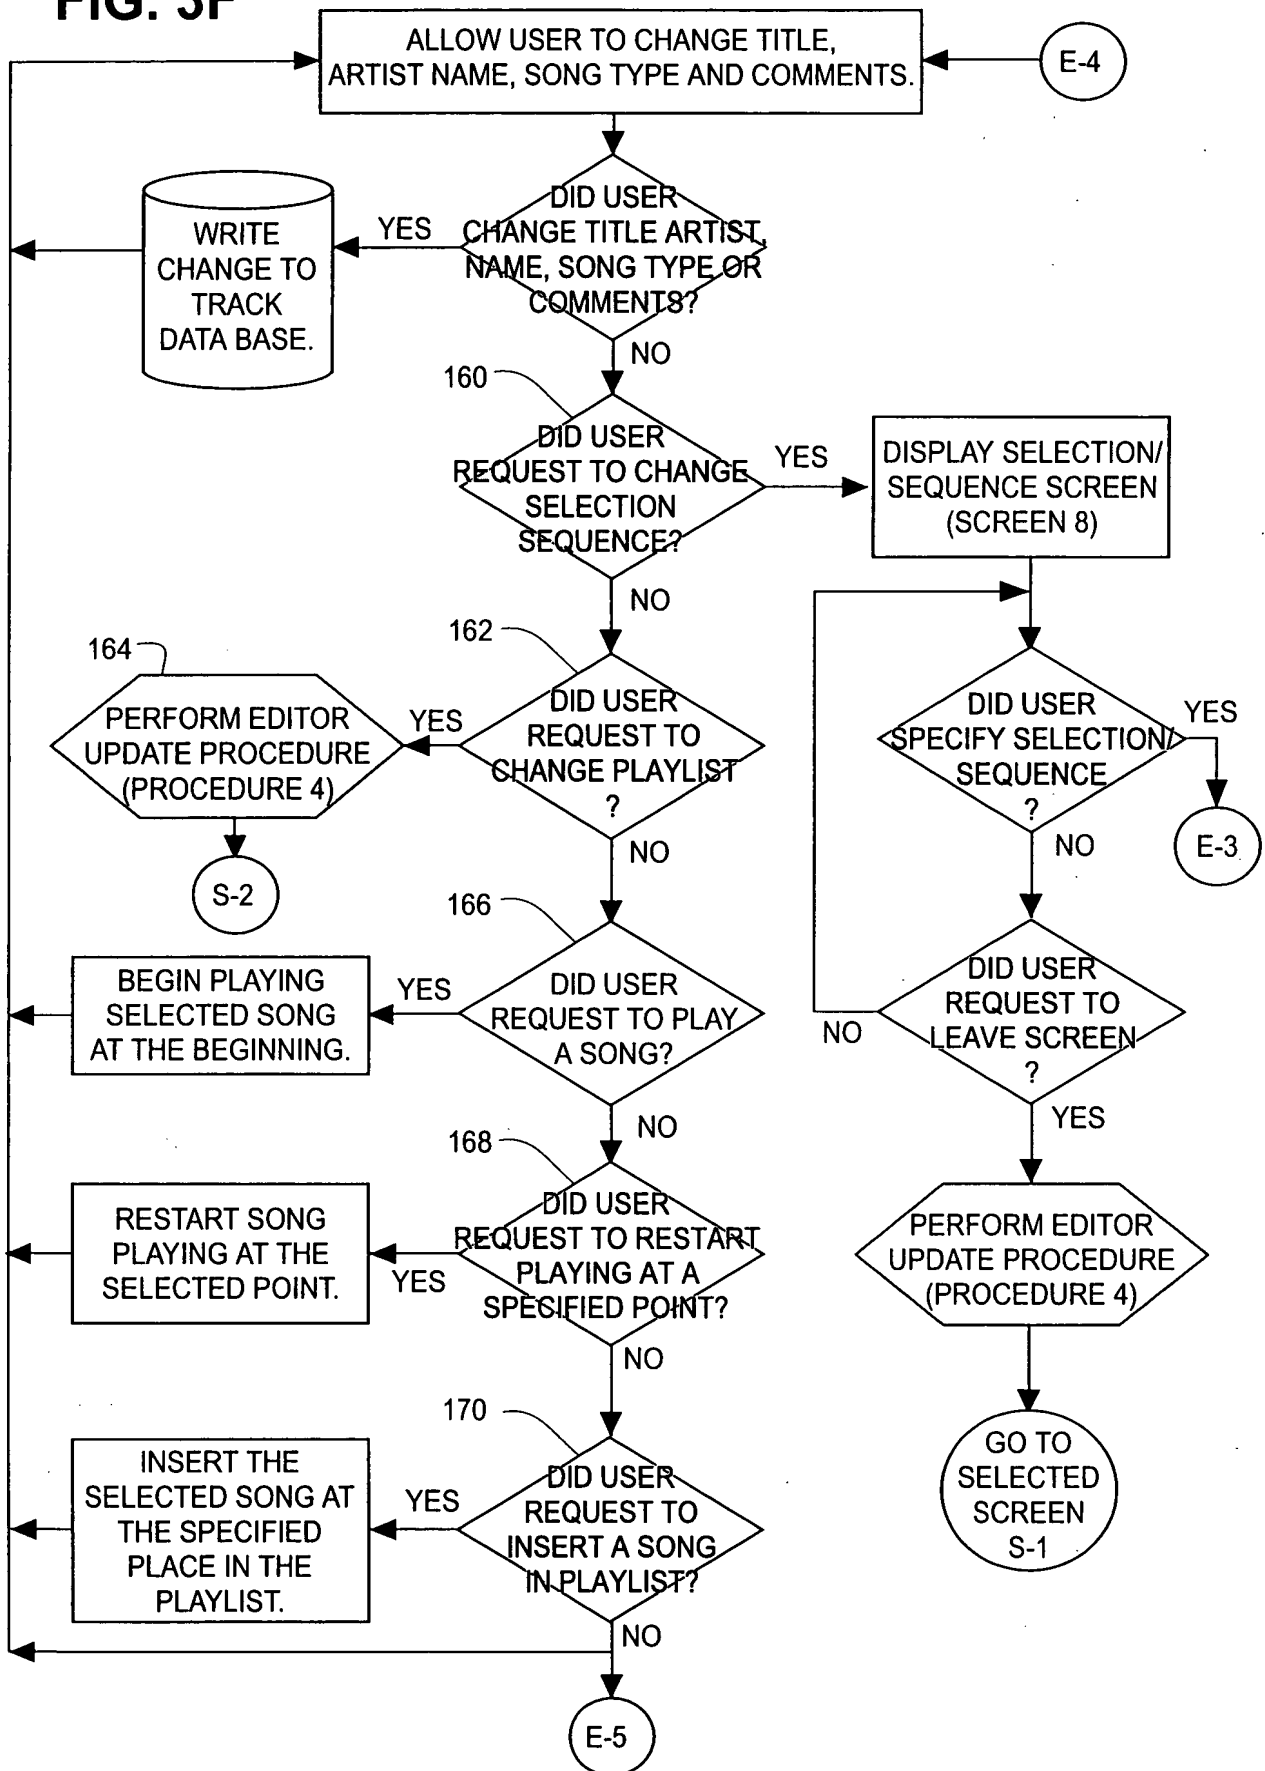 FIG. 3F
ALLOW USER TO CHANGE TITLE,
ARTIST NAME, SONG TYPE AND COMMENTS.
E-4
DID USER
CHANGE TITLE ARTIST,
NAME, SONG TYPE OR
COMMENTS?
YES
WRITE
CHANGE TO
TRACK
DATA BASE.
NO
160
DID USER
REQUEST TO CHANGE
SELECTION
SEQUENCE?
YES
DISPLAY SELECTION/
SEQUENCE SCREEN
(SCREEN 8)
NO
162
DID USER
REQUEST TO
CHANGE PLAYLIST
?
YES
164
PERFORM EDITOR
UPDATE PROCEDURE
(PROCEDURE 4)
S-2
DID USER
SPECIFY SELECTION/
SEQUENCE
?
YES
E-3
NO
NO
166
DID USER
REQUEST TO PLAY
A SONG?
YES
BEGIN PLAYING
SELECTED SONG
AT THE BEGINNING.
DID USER
REQUEST TO
LEAVE SCREEN
?
NO
YES
NO
168
DID USER
REQUEST TO RESTART
PLAYING AT A
SPECIFIED POINT?
YES
RESTART SONG
PLAYING AT THE
SELECTED POINT.
PERFORM EDITOR
UPDATE PROCEDURE
(PROCEDURE 4)
NO
170
DID USER
REQUEST TO
INSERT A SONG
IN PLAYLIST?
YES
INSERT THE
SELECTED SONG AT
THE SPECIFIED
PLACE IN THE
PLAYLIST.
GO TO
SELECTED
SCREEN
S-1
NO
E-5